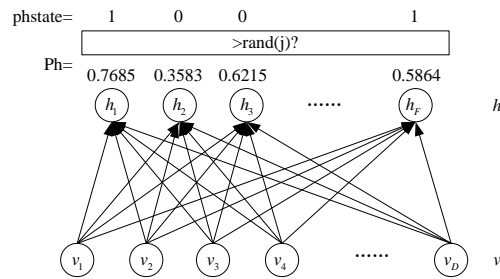 phstate= 1 0 0 1
>rand(j)?
Ph=
0.7685 0.3583 0.6215 0.5864
h1 h2 h3 ...... hF h
v1 v2 v3 v4 ...... vD v